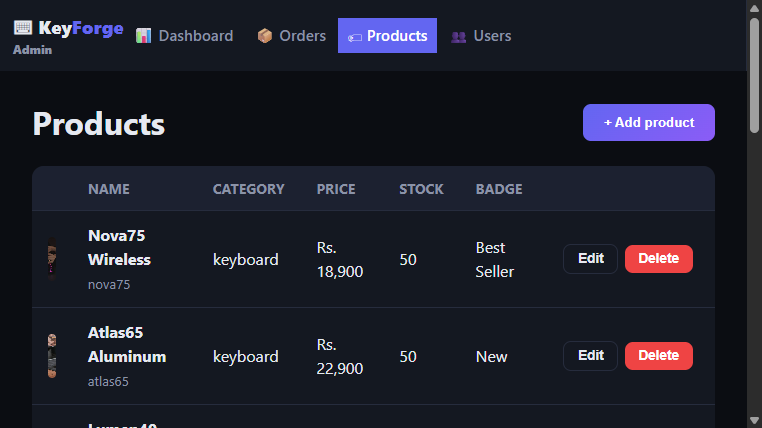 KeyForge
Admin
Dashboard
Orders
Products
Users
Products
+ Add product
NAME CATEGORY PRICE STOCK BADGE
Nova75 Wireless
nova75
keyboard
Rs. 18,900
50
Best Seller
Edit
Delete
Atlas65 Aluminum
atlas65
keyboard
Rs. 22,900
50
New
Edit
Delete